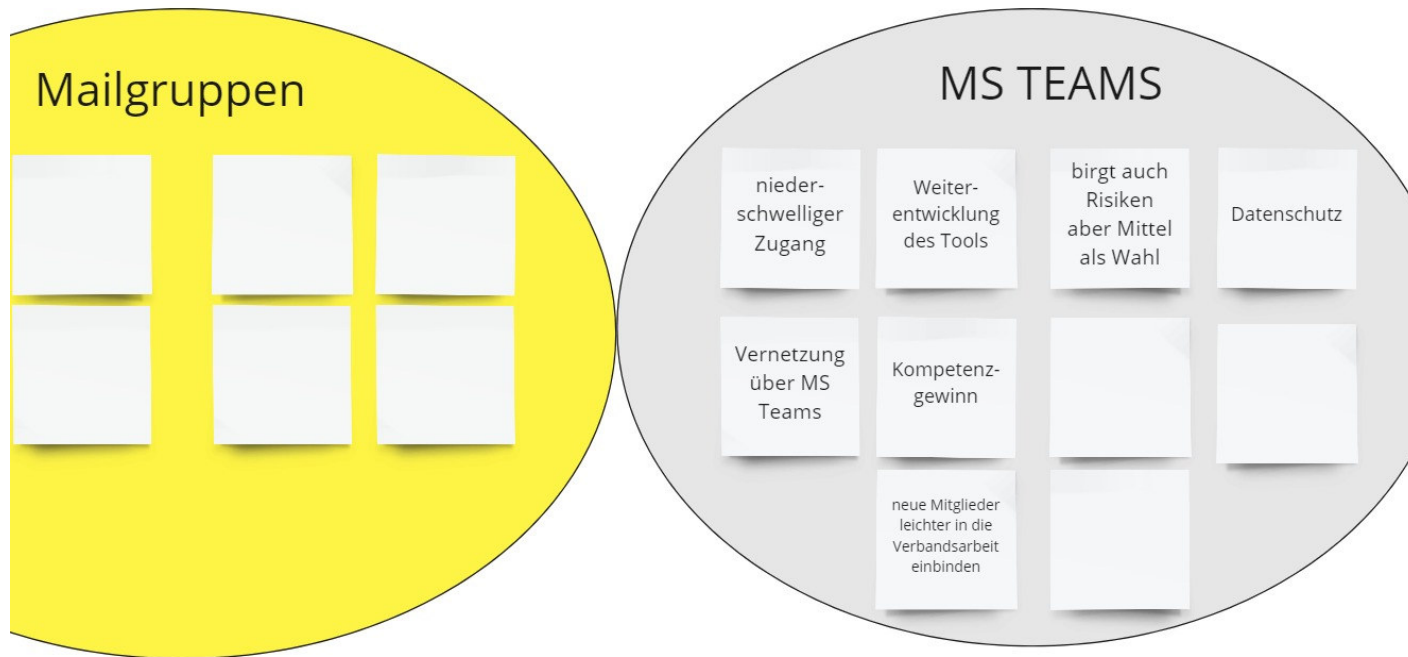 Mailgruppen
MS TEAMS
nieder-
schwelliger
Zugang
Weiter-
entwicklung
des Tools
birgt auch
Risiken
aber Mittel
als Wahl
Datenschutz
Vernetzung
über MS
Teams
Kompetenz-
gewinn
neue Mitglieder
leichter in die
Verbandsarbeit
einbinden